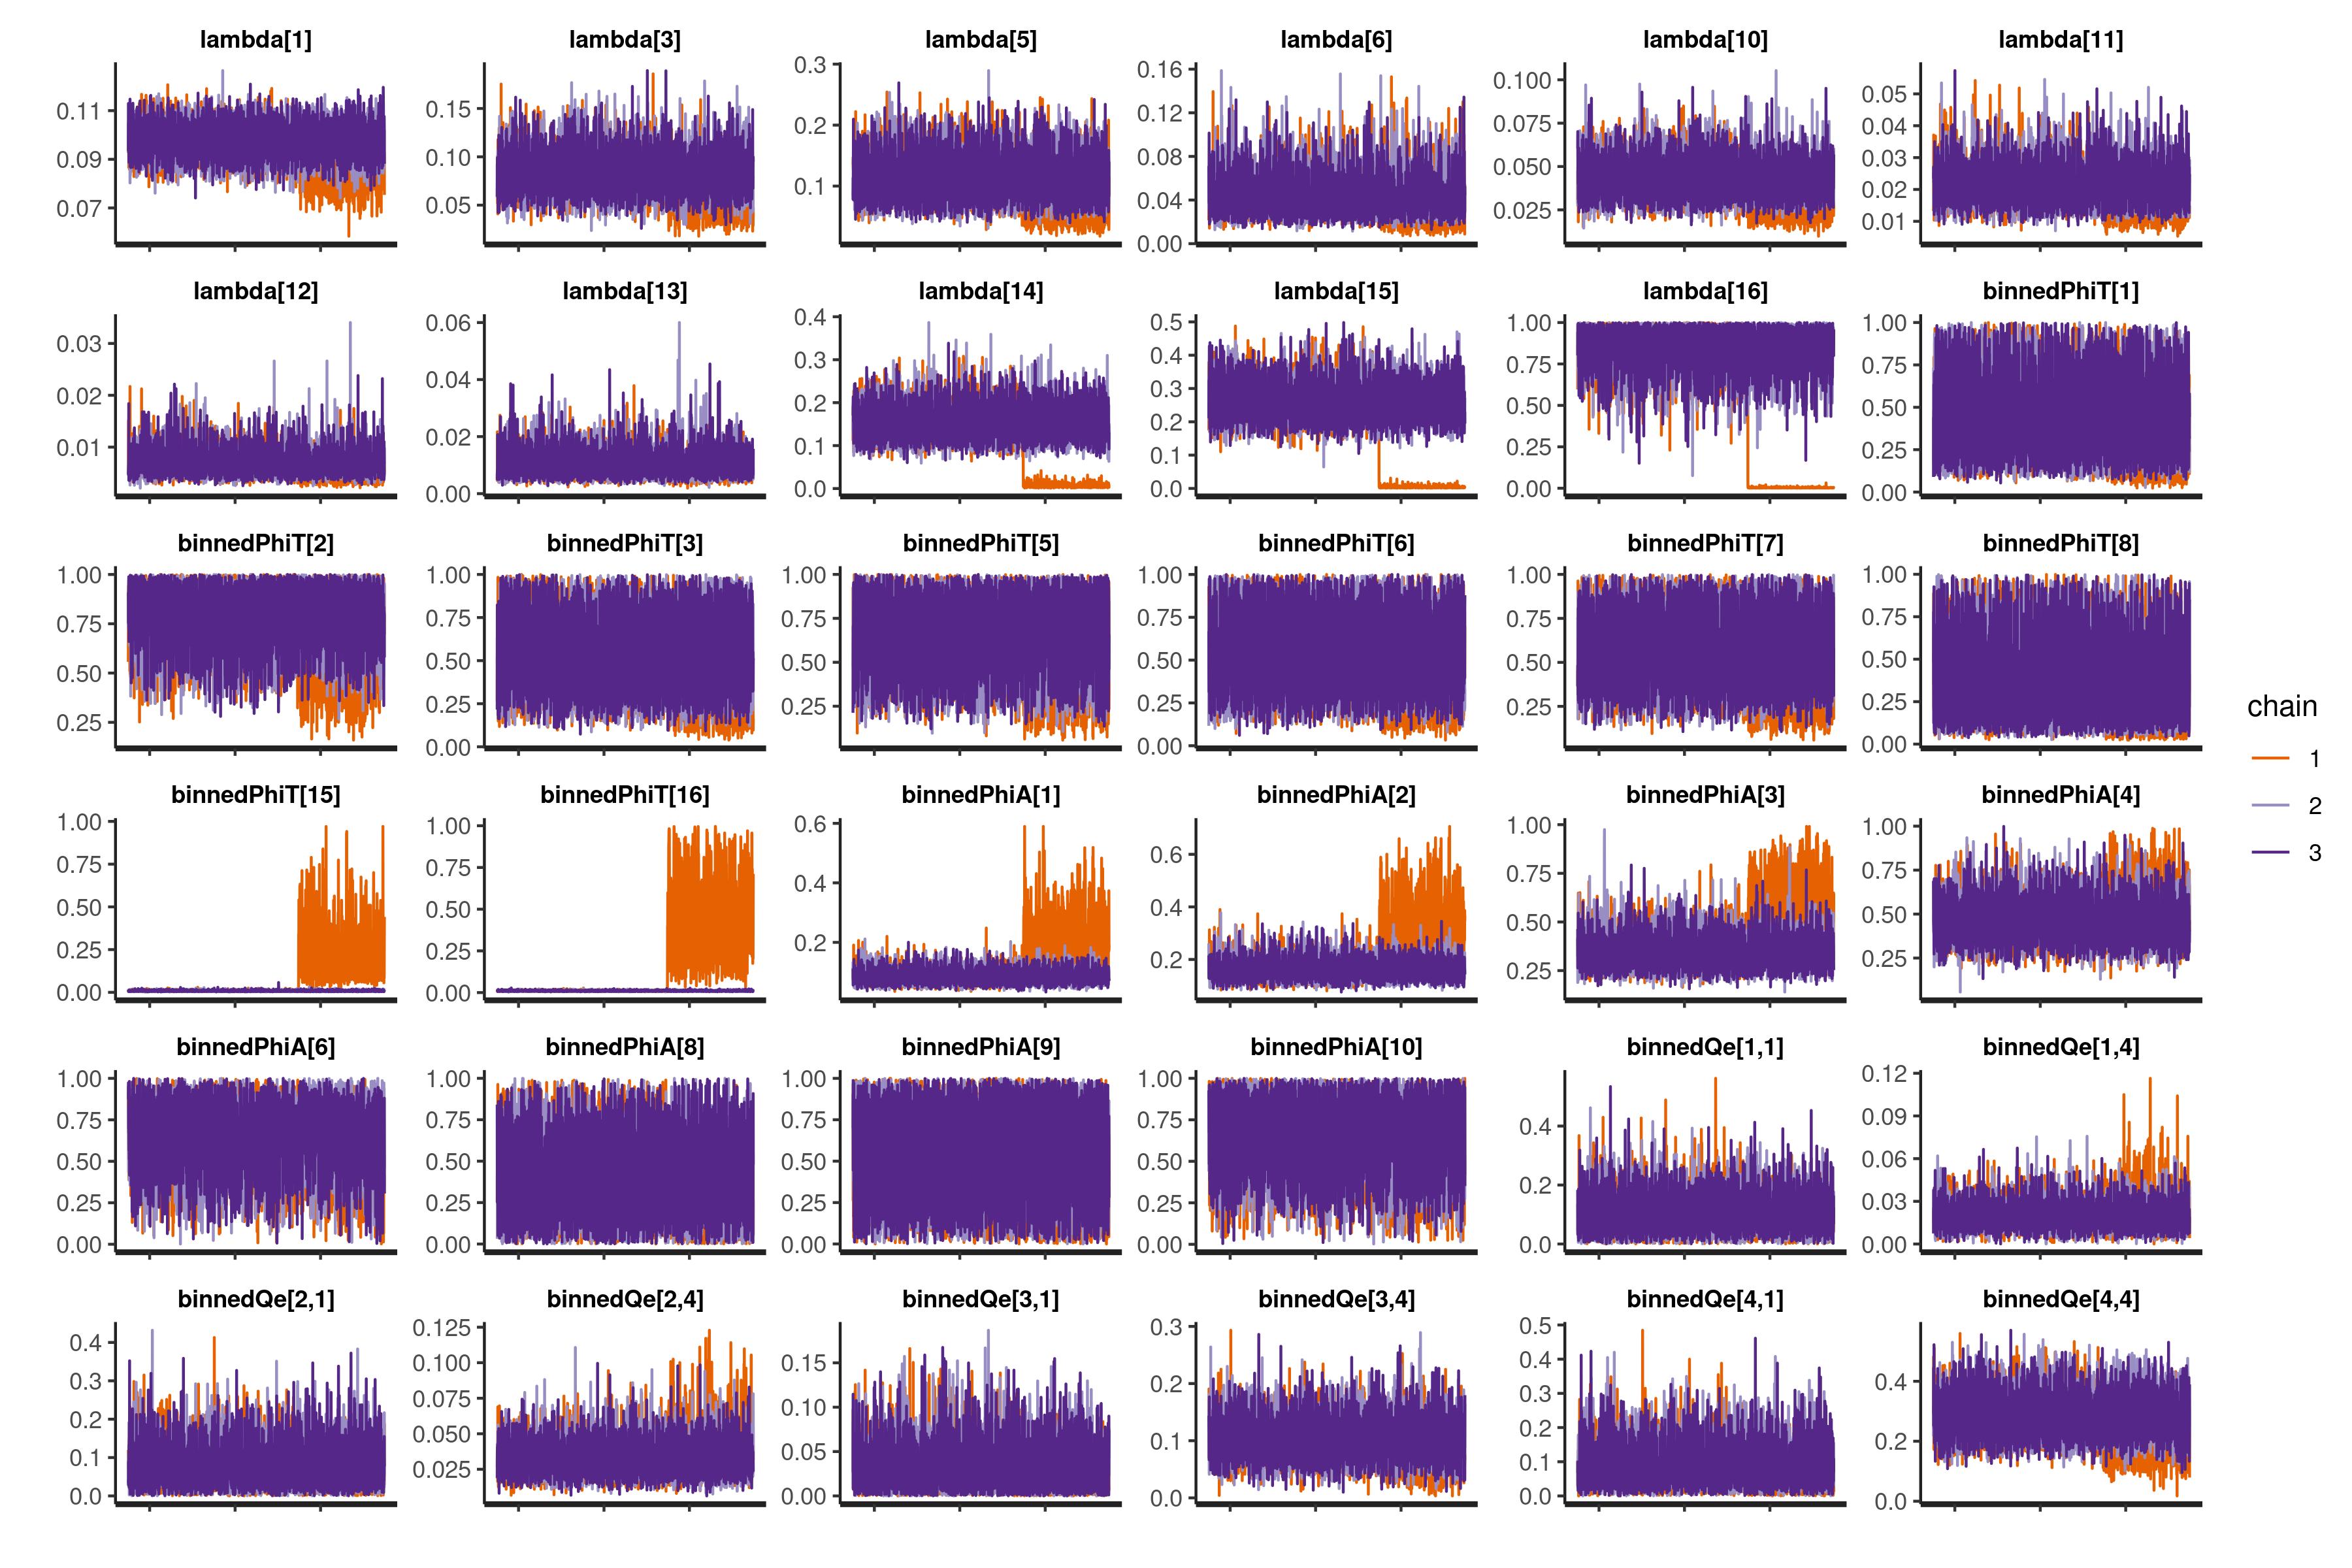 lambda[1] lambda[3] lambda[5] lambda[6] lambda[10] lambda[11]
0.11 0.09 0.07
0.15 0.10 0.05
0.3 0.2 0.1
0.16 0.12 0.08 0.04 0.00
0.100 0.075 0.050 0.025
0.05 0.04 0.03 0.02 0.01
lambda[12] lambda[13] lambda[14] lambda[15] lambda[16] binnedPhiT[1]
0.03 0.02 0.01
0.06 0.04 0.02 0.00
0.4 0.3 0.2 0.1 0.0
0.5 0.4 0.3 0.2 0.1 0.0
1.00 0.75 0.50 0.25 0.00
1.00 0.75 0.50 0.25 0.00
binnedPhiT[2] binnedPhiT[3] binnedPhiT[5] binnedPhiT[6] binnedPhiT[7] binnedPhiT[8]
1.00 0.75 0.50 0.25
1.00 0.75 0.50 0.25 0.00
1.00 0.75 0.50 0.25
1.00 0.75 0.50 0.25 0.00
1.00 0.75 0.50 0.25
1.00 0.75 0.50 0.25 0.00
chain
1
2
3
binnedPhiT[15] binnedPhiT[16] binnedPhiA[1] binnedPhiA[2] binnedPhiA[3] binnedPhiA[4]
1.00 0.75 0.50 0.25 0.00
1.00 0.75 0.50 0.25 0.00
0.6 0.4 0.2
0.6 0.4 0.2
1.00 0.75 0.50 0.25
1.00 0.75 0.50 0.25
binnedPhiA[6] binnedPhiA[8] binnedPhiA[9] binnedPhiA[10] binnedQe[1,1] binnedQe[1,4]
1.00 0.75 0.50 0.25 0.00
1.00 0.75 0.50 0.25 0.00
1.00 0.75 0.50 0.25 0.00
1.00 0.75 0.50 0.25 0.00
0.4 0.2 0.0
0.12 0.09 0.06 0.03 0.00
binnedQe[2,1] binnedQe[2,4] binnedQe[3,1] binnedQe[3,4] binnedQe[4,1] binnedQe[4,4]
0.4 0.3 0.2 0.1 0.0
0.125 0.100 0.075 0.050 0.025
0.15 0.10 0.05 0.00
0.3 0.2 0.1 0.0
0.5 0.4 0.3 0.2 0.1 0.0
0.4 0.2 0.0